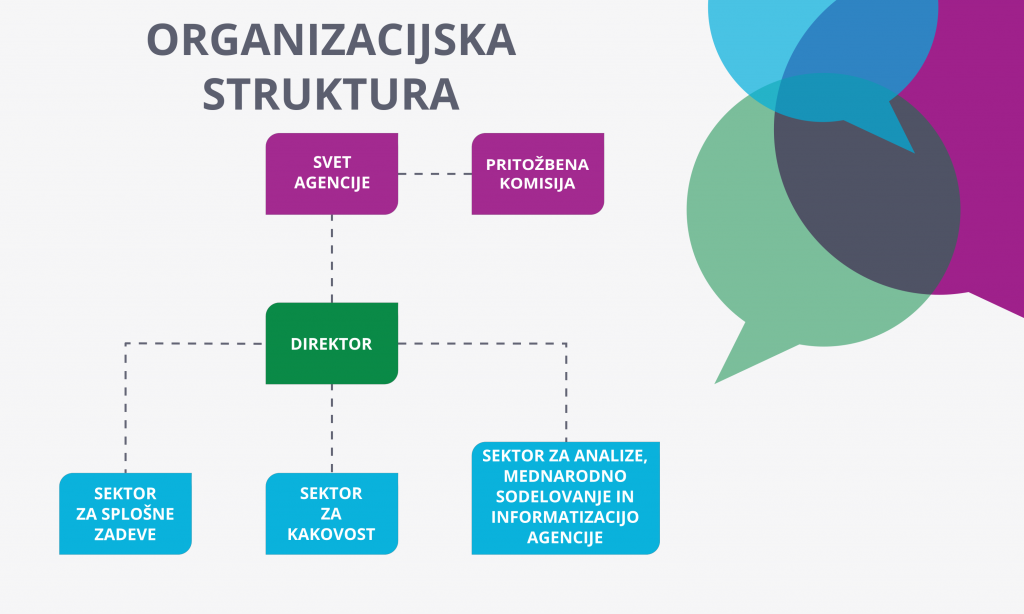 ORGANIZACIJSKA
STRUKTURA
SVET
AGENCIJE
PRITOŽBENA
KOMISIJA
DIREKTOR
SEKTOR
ZA SPLOŠNE
ZADEVE
SEKTOR
ZA
KAKOVOST
SEKTOR ZA ANALIZE,
MEDNARODNO
SODELOVANJE IN
INFORMATIZACIJO
AGENCIJE